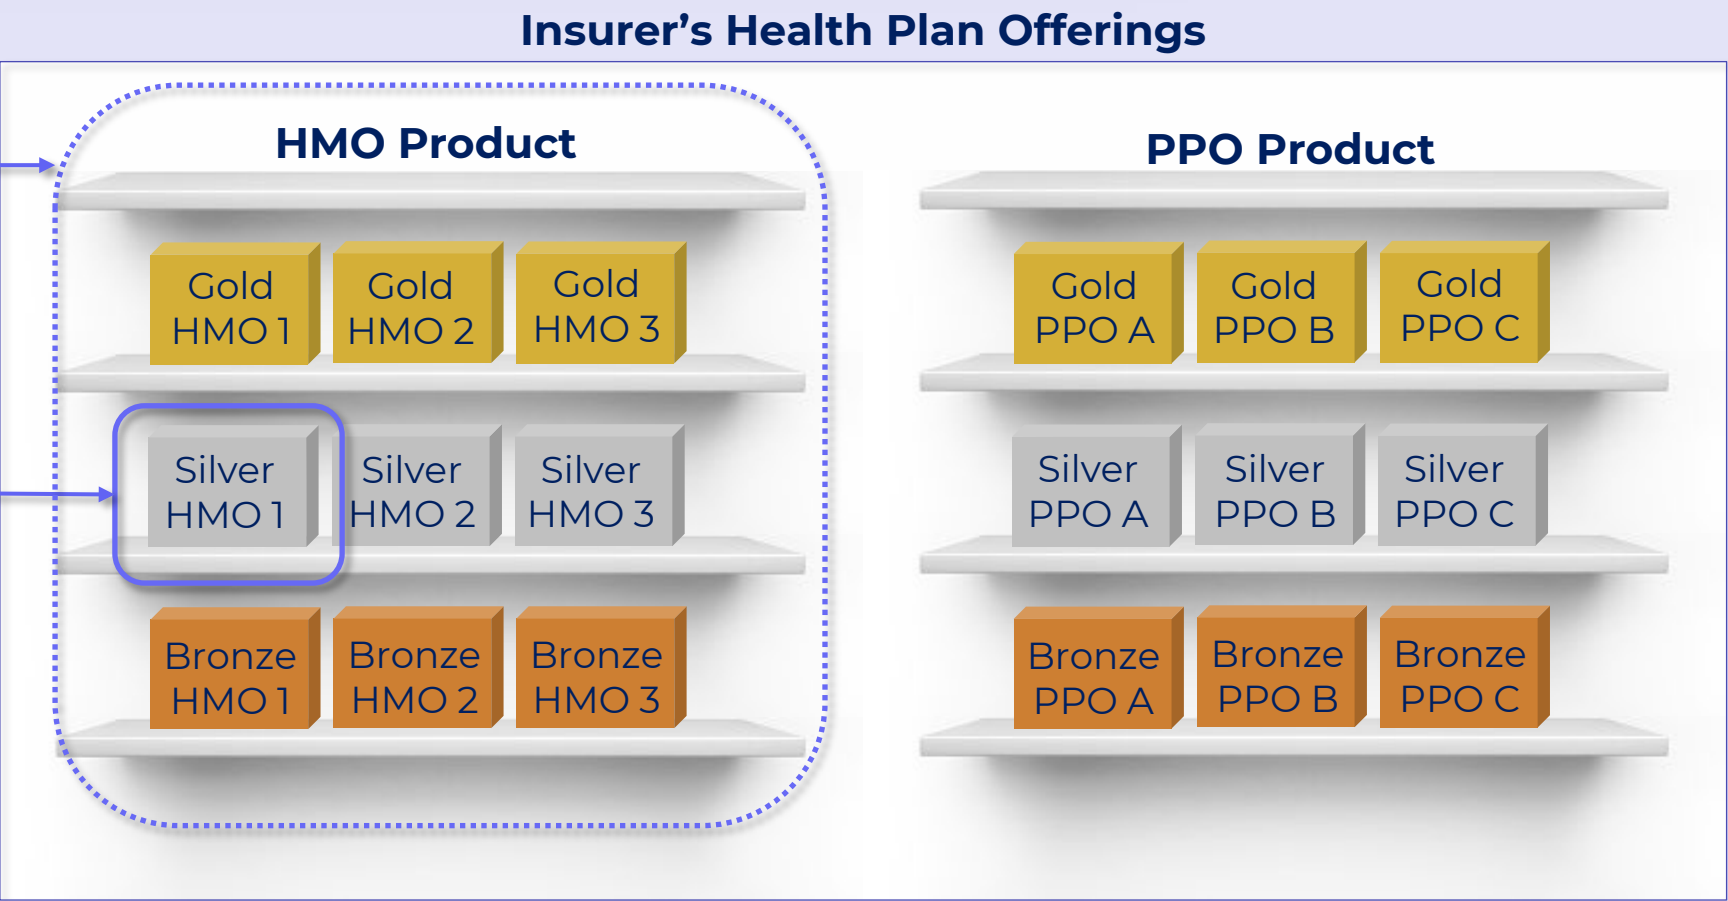 Insurer’s Health Plan Offerings
HMO Product
Gold
HMO 1
Gold
HMO 2
Gold
HMO 3
Silver
HMO 1
Silver
HMO 2
Silver
HMO 3
Bronze
HMO 1
Bronze
HMO 2
Bronze
HMO 3
PPO Product
Gold
PPO A
Gold
PPO B
Gold
PPO C
Silver
PPO A
Silver
PPO B
Silver
PPO C
Bronze
PPO A
Bronze
PPO B
Bronze
PPO C